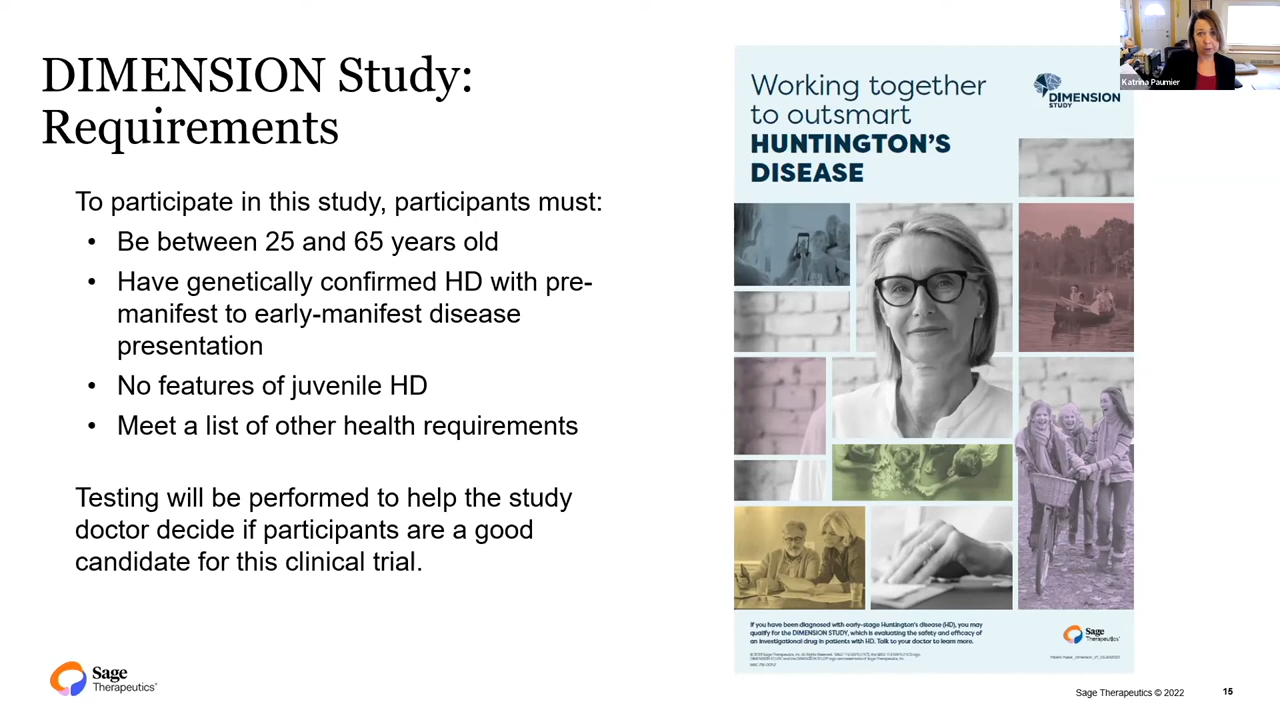 DIMENSION Study:
Requirements
To participate in this study, participants must:
• Be between 25 and 65 years old
• Have genetically confirmed HD with pre-
manifest to early-manifest disease
presentation
• No features of juvenile HD
• Meet a list of other health requirements
Testing will be performed to help the study
doctor decide if participants are a good
candidate for this clinical trial.
Sage
Therapeutics
Working together
to outsmart
HUNTINGTON'S
DISEASE
DIMENSION
STUDY
If you have been diagnosed with early-stage Huntington's disease (HD), you may
qualify for the DIMENSION STUDY, which is evaluating the safety and efficacy of
an investigational drug in patients with HD. Talk to your doctor to learn more.
Sage
Therapeutics
Katrina Paumier
Sage Therapeutics © 2022
15